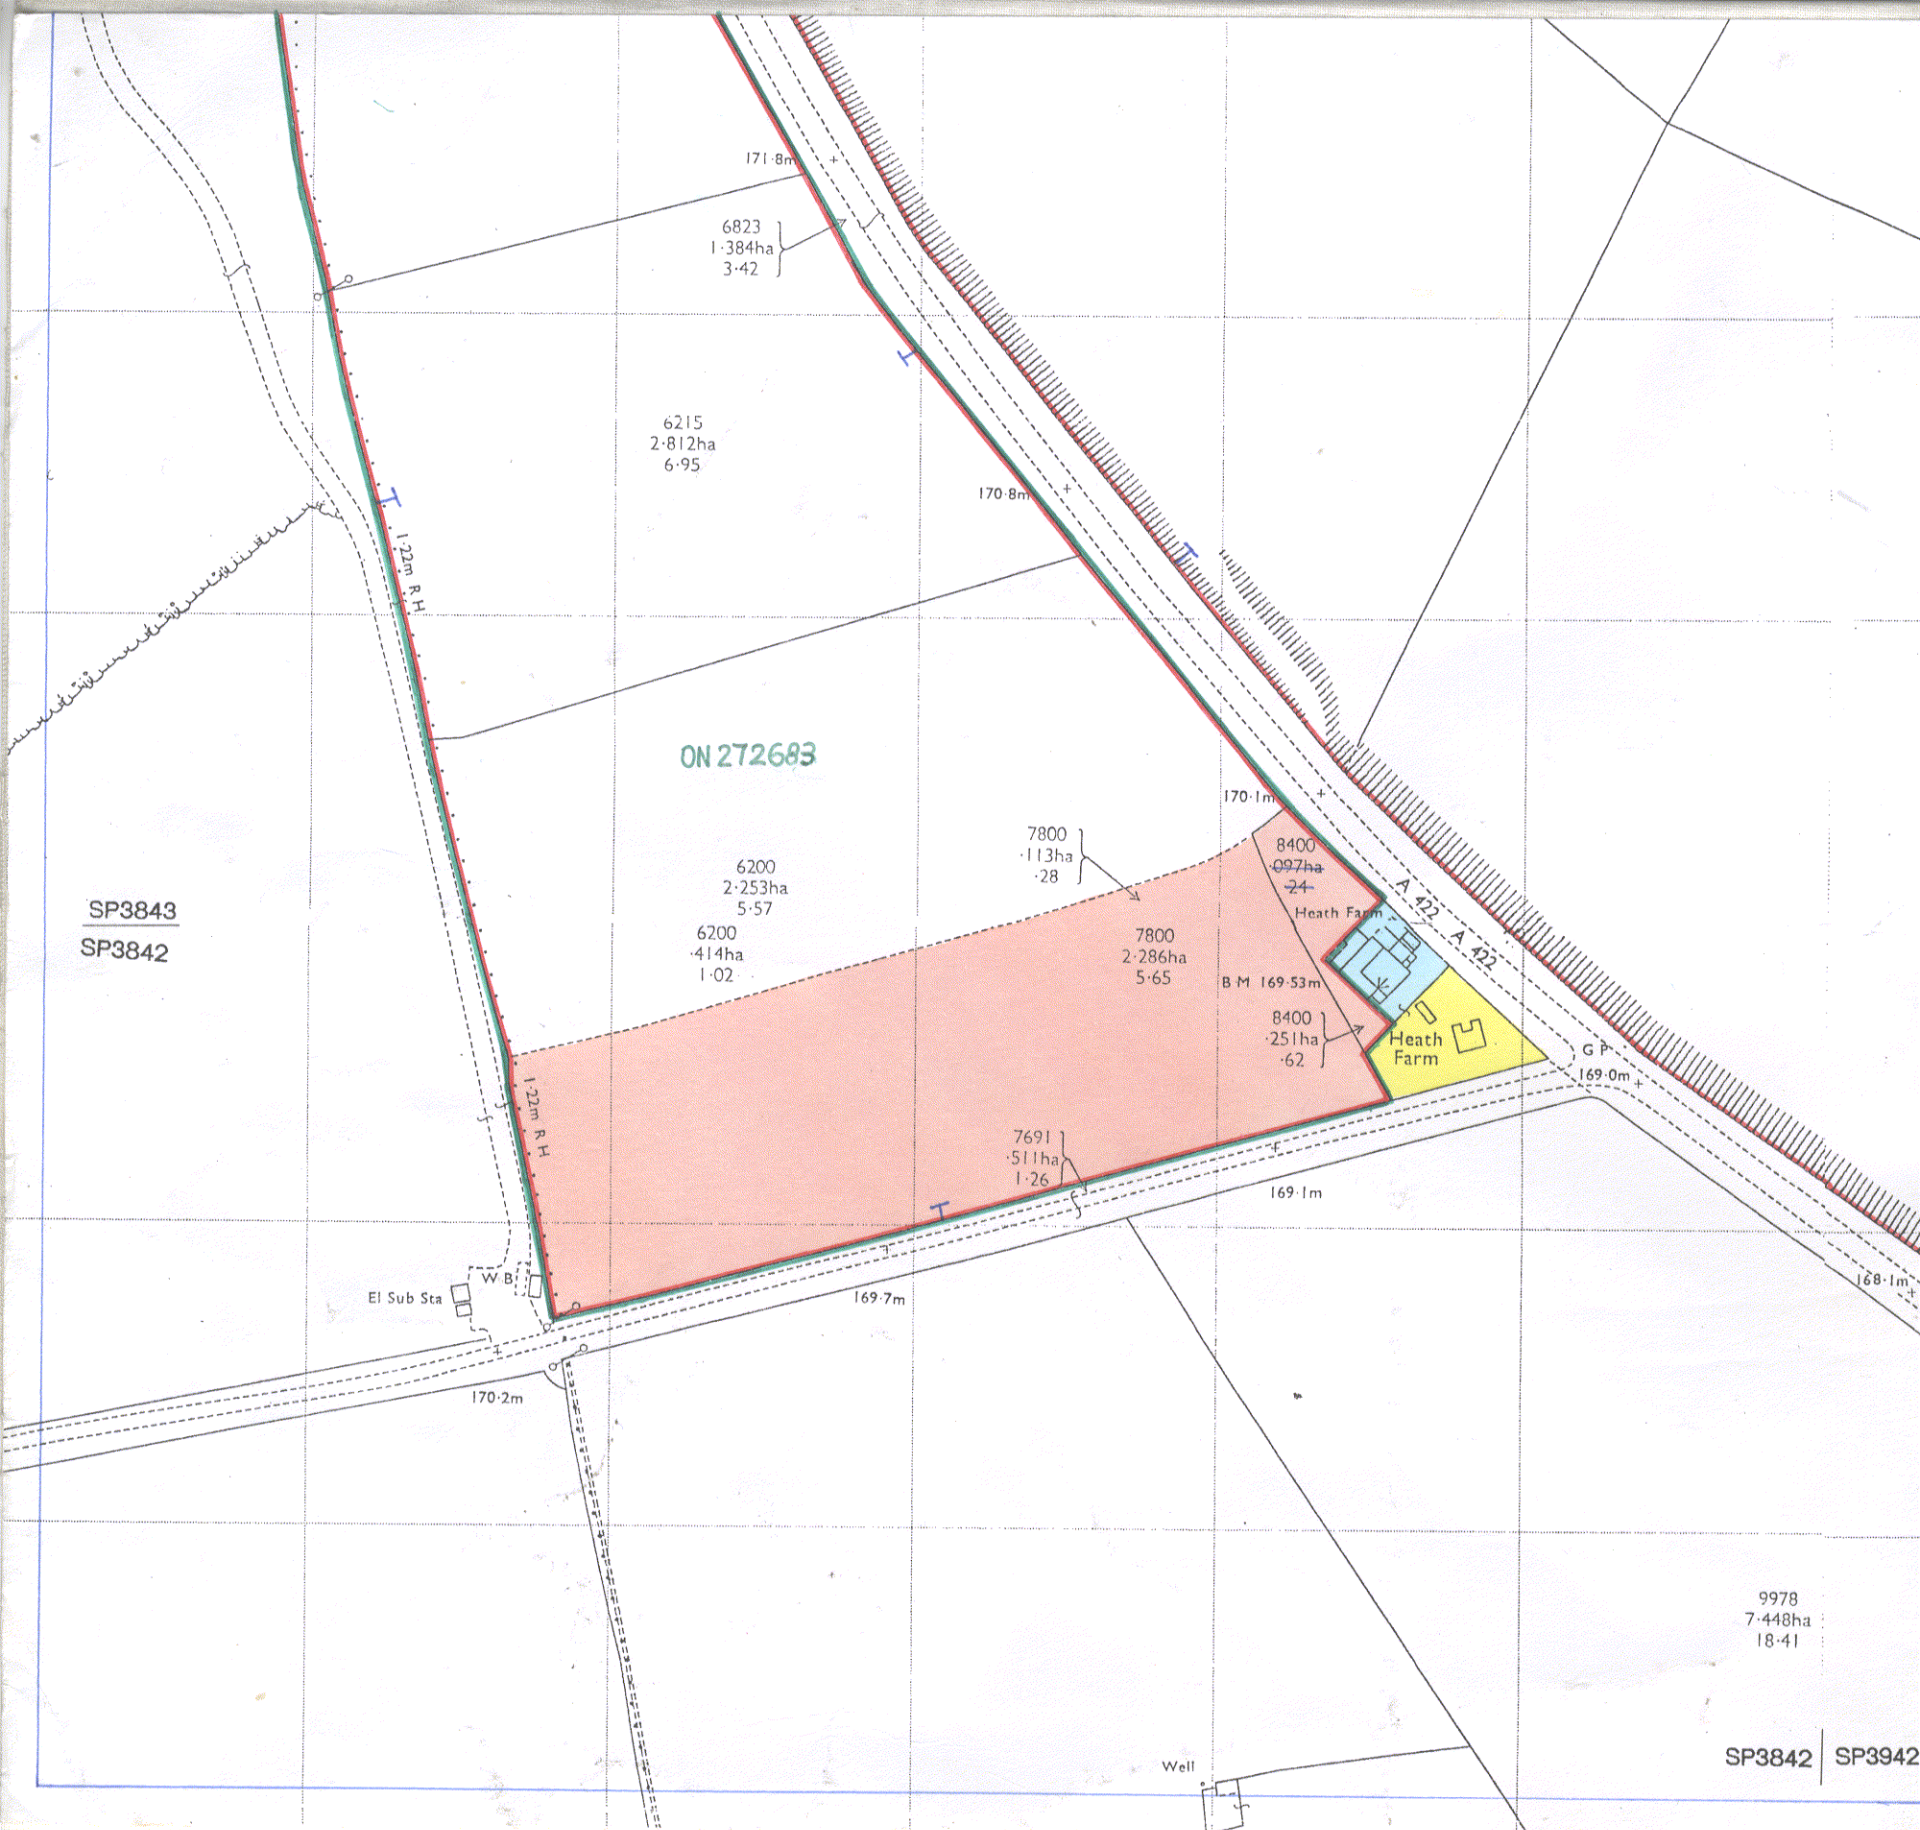 171·8m
6823
1·384ha
3·42
6215
2·812ha
6·95
170·8m
1·22m R H
ON 272683
170·1m
7800
·113ha
·28
8400
·097ha
·24
6200
2·253ha
5·57
SP3843
SP3842
6200
·414ha
1·02
7800
2·286ha
5·65
Heath Farm
A 422
A 422
B M 169·53m
8400
·251ha
·62
Heath
Farm
G P
169·0m
1·22m R H
7691
·511ha
1·26
169·1m
W B
El Sub Sta
169·7m
168·1m
170·2m
9978
7·448ha
18·41
SP3842
SP3942
Well